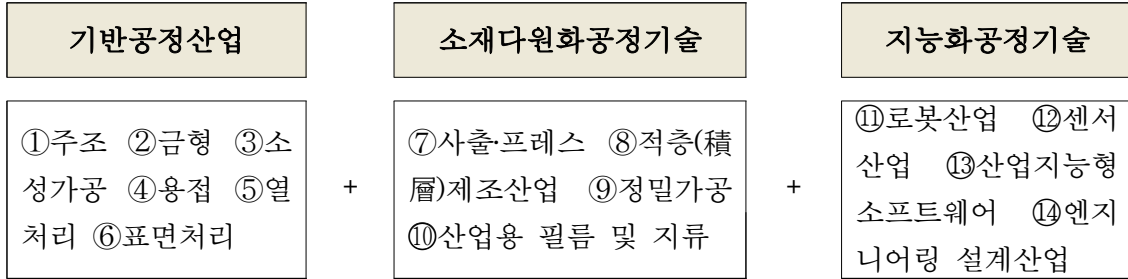 기반공정산업
소재다원화공정기술
지능화공정기술
①주조 ②금형 ③소
성가공 ④용접 ⑤열
처리 ⑥표면처리
+
⑦사출·프레스 ⑧적층(積
層)제조산업 ⑨정밀가공
⑩산업용 필름 및 지류
+
⑪로봇산업 ⑫센서
산업 ⑬산업지능형
소프트웨어 ⑭엔지
니어링 설계산업